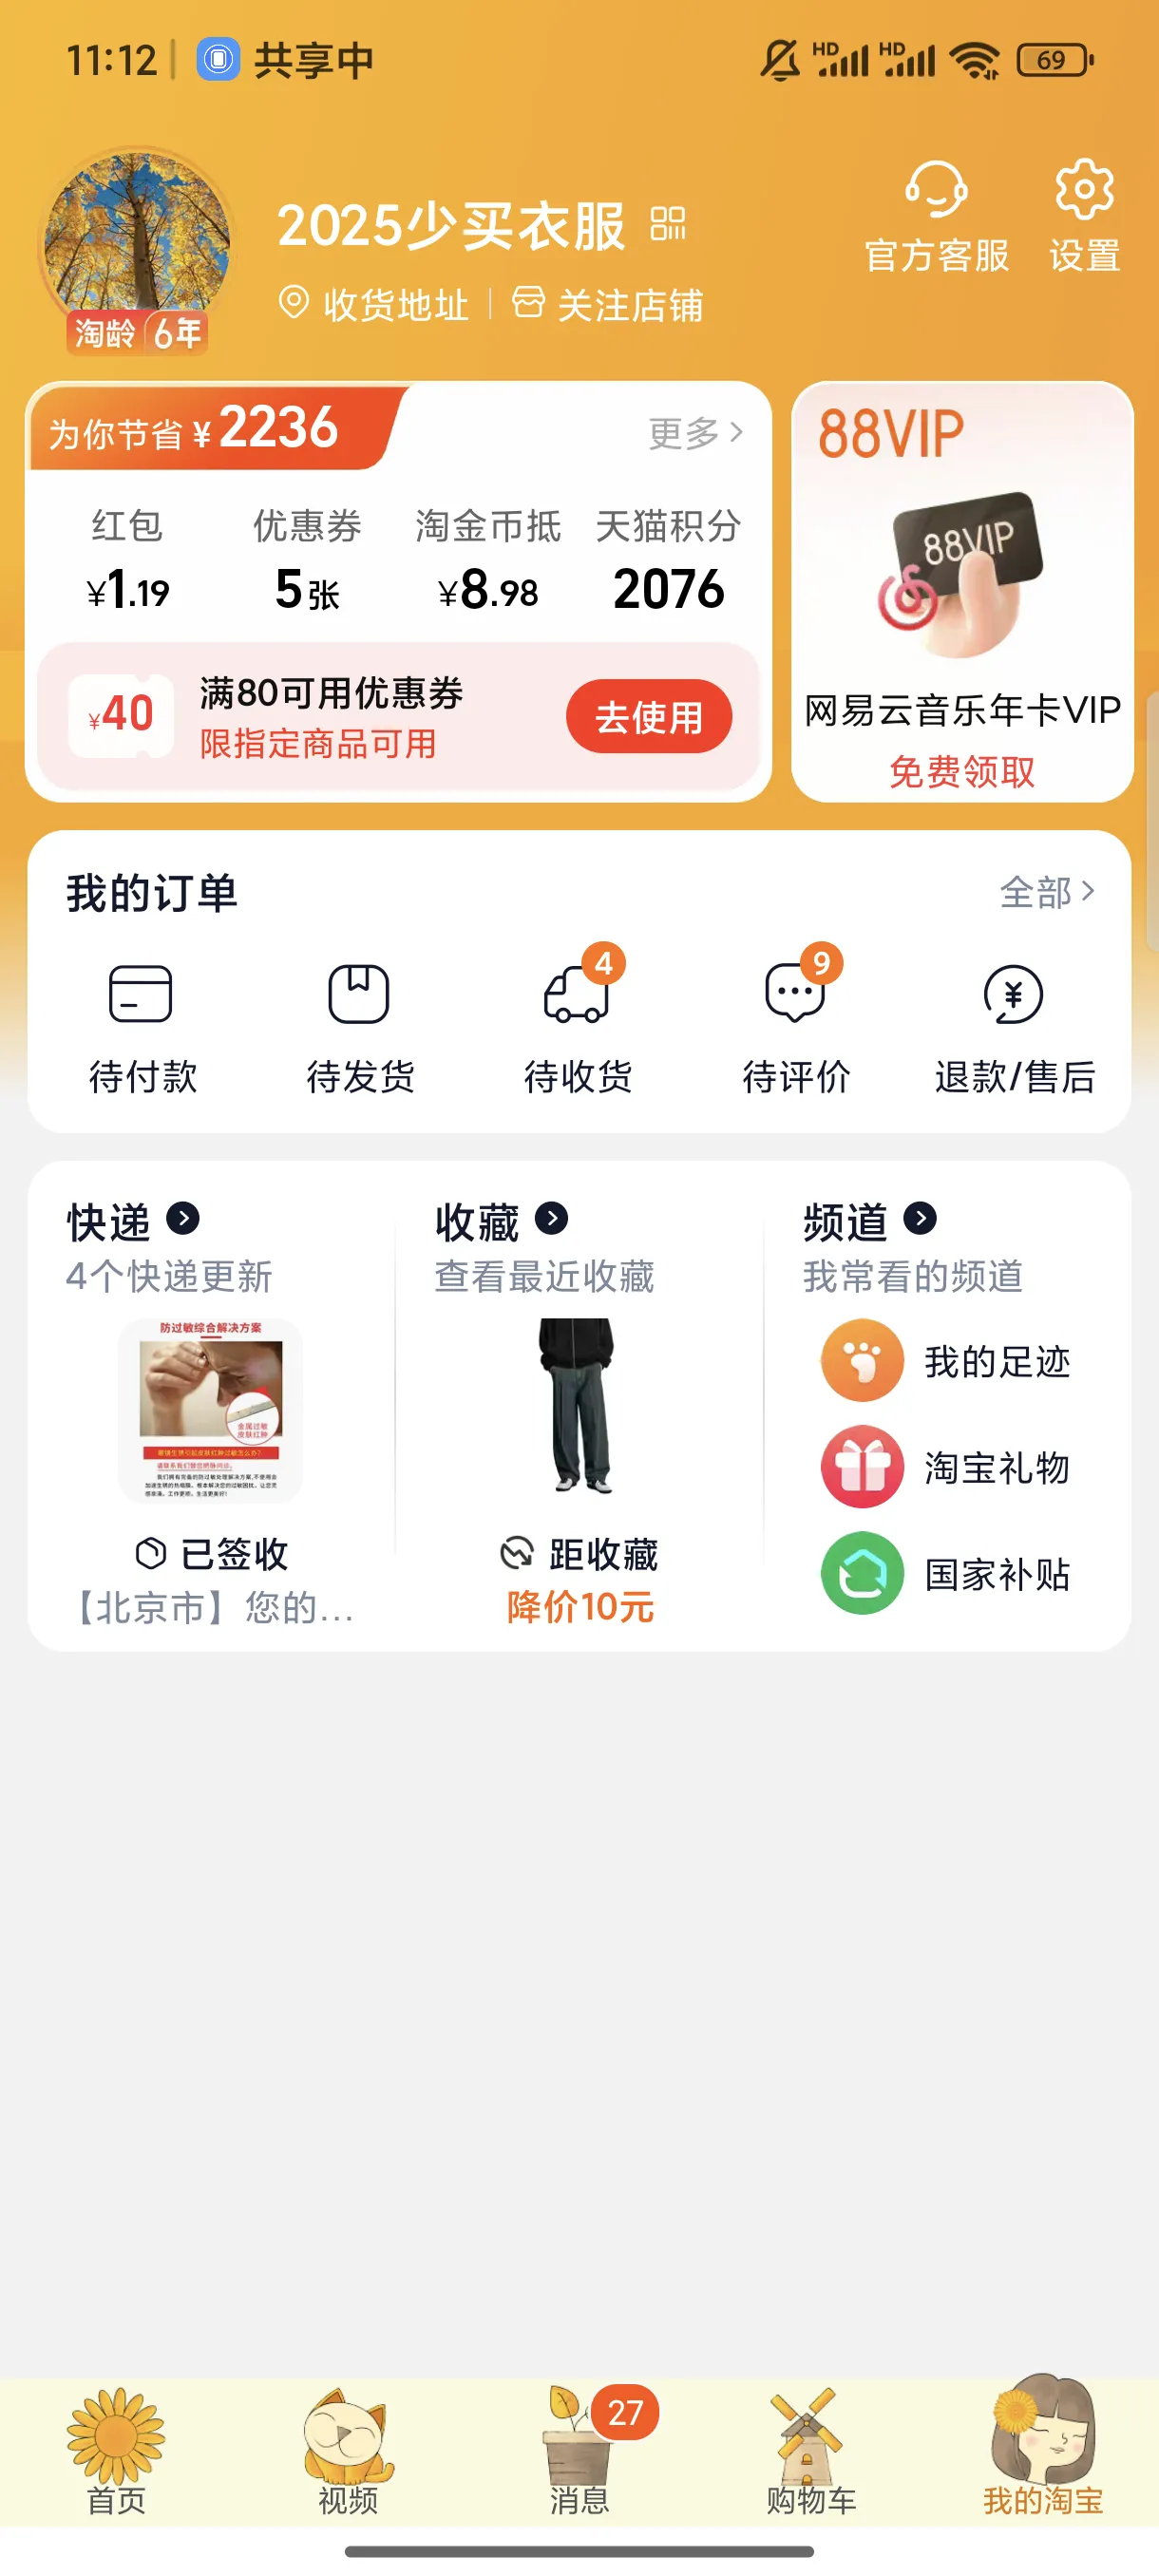 11:12
共享中
HD HD 69
2025少买衣服
官方客服 设置
收货地址 关注店铺
淘龄 6年
为你节省 ¥2236
更多
红包 优惠券 淘金币抵 天猫积分
¥1.19 5张 ¥8.98 2076
¥40
满80可用优惠券
限指定商品可用
去使用
88VIP
88VIP
网易云音乐年卡VIP
免费领取
我的订单
全部
4 9
待付款 待发货 待收货 待评价 退款/售后
快递
4个快递更新
防过敏综合解决方案
金属过敏
皮肤红肿
已签收
【北京市】您的...
收藏
查看最近收藏
距收藏
降价10元
频道
我常看的频道
我的足迹
淘宝礼物
国家补贴
27
首页 视频 消息 购物车 我的淘宝